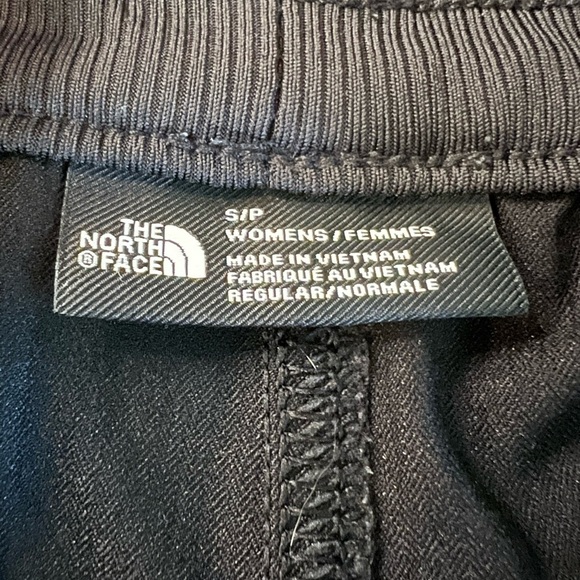 THE
NORTH
® FACE
S/P
WOMENS/FEMMES
MADE IN VIETNAM
FABRIQUÉ AU VIETNAM
REGULAR/NORMALE